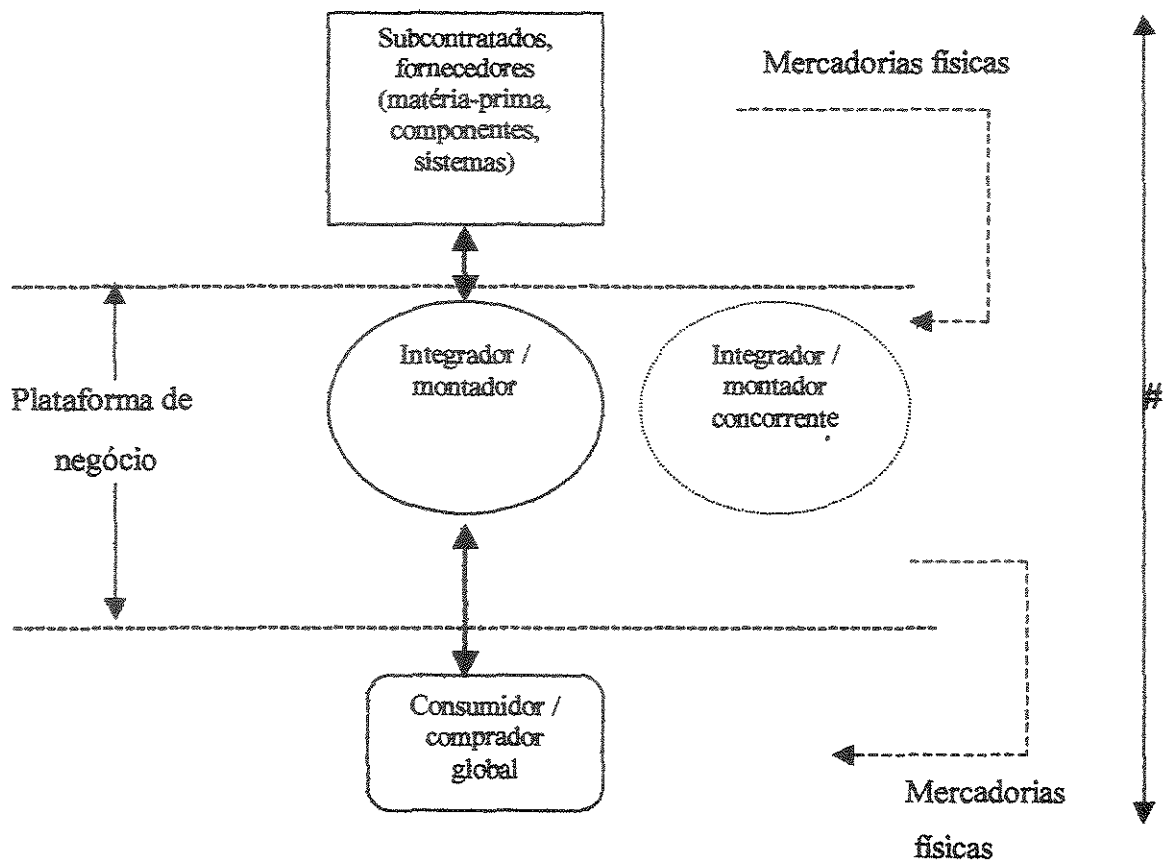 Subcontratados,
fornecedores
(matéria-prima,
componentes,
sistemas)
Mercadorias físicas
Integrador /
montador
Integrador /
montador
concorrente
Plataforma de
negócio
#
Consumidor /
comprador
global
Mercadorias
físicas